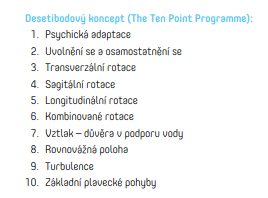 Desetibodový koncept (The Ten Point Programme):
1. Psychická adaptace
2. Uvolnění se a osamostatnění se
3. Transverzální rotace
4. Sagitální rotace
5. Longitudinální rotace
6. Kombinované rotace
7. Vztlak – důvěra v podporu vody
8. Rovnovážná poloha
9. Turbulence
10. Základní plavecké pohyby